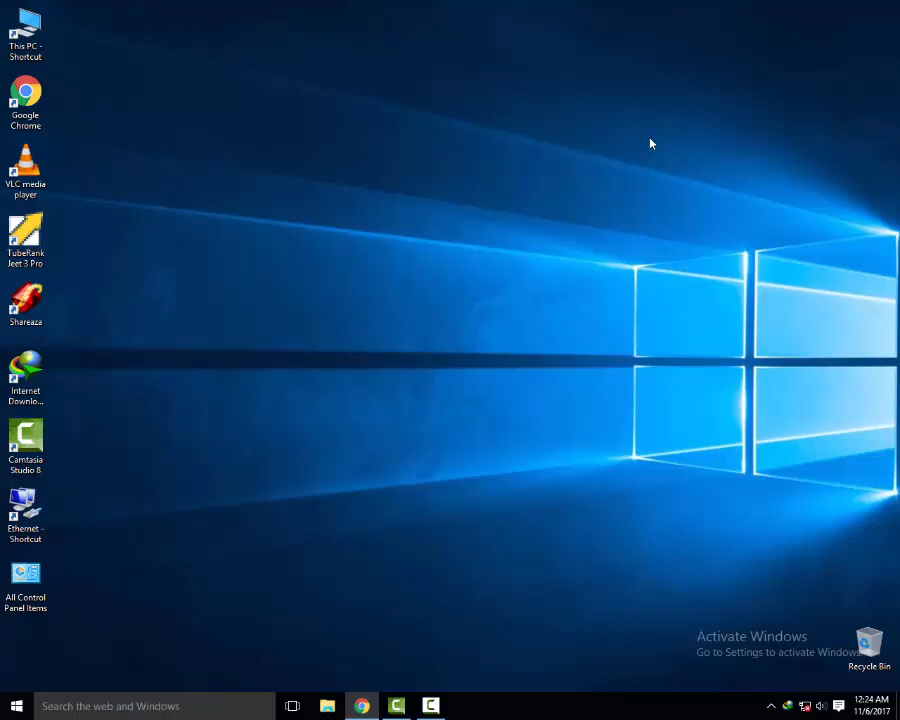 This PC -
Shortcut
Google
Chrome
VLC media
player
TubeRank
Jeet 3 Pro
Shareaza
Internet
Downlo...
Camtasia
Studio 8
Ethernet -
Shortcut
All Control
Panel Items
Activate Windows
Go to Settings to activate Windows.
Recycle Bin
Search the web and Windows
12:24 AM
11/6/2017